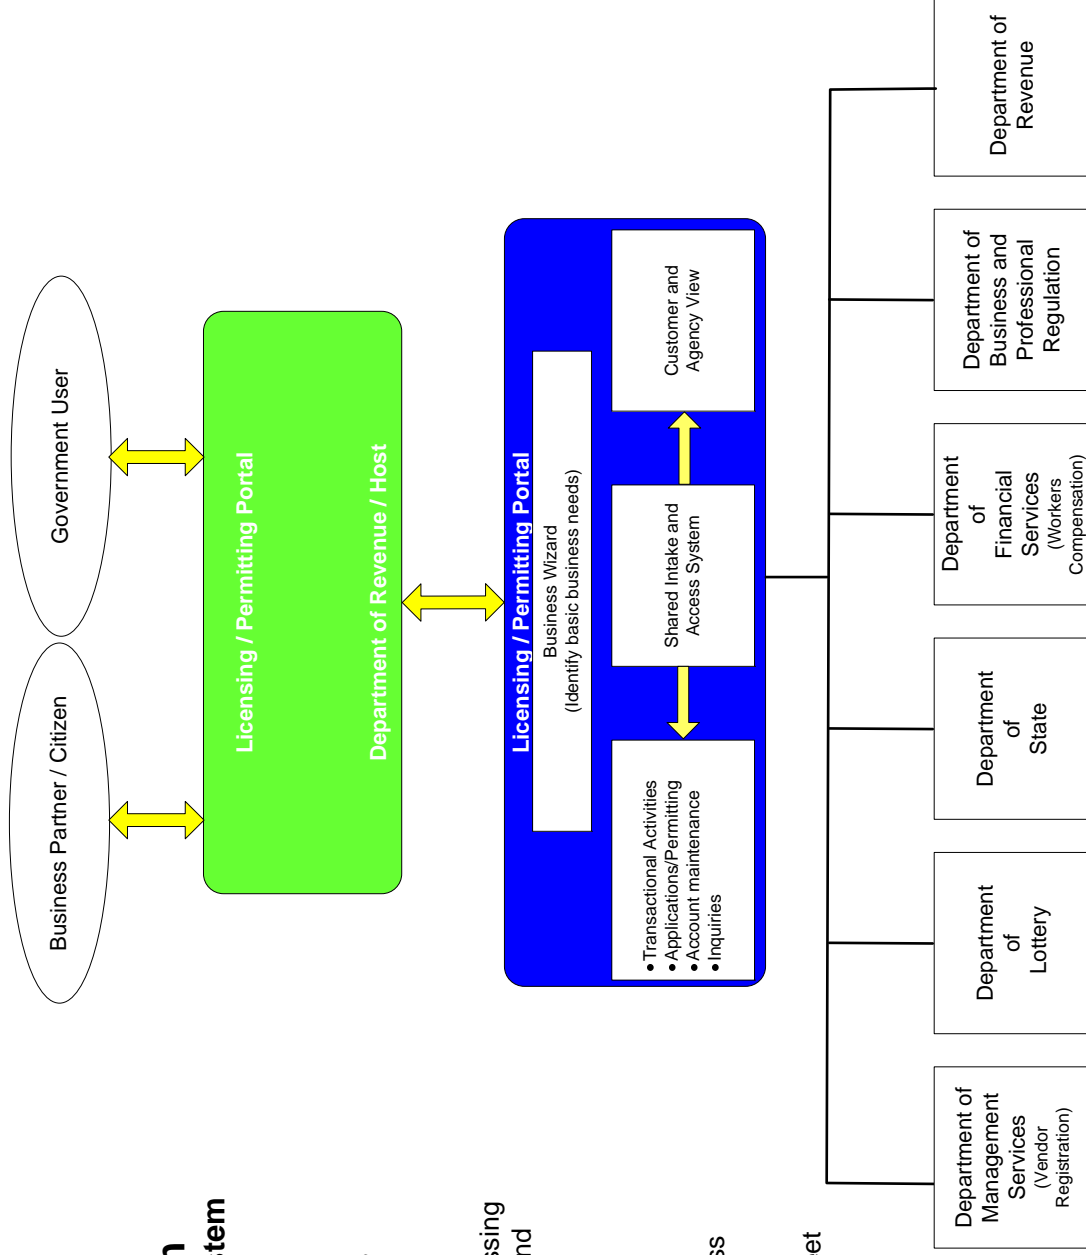 Business Partner / Citizen
Government User
Licensing / Permitting Portal
Department of Revenue / Host
Licensing / Permitting Portal
Business Wizard
(Identify basic business needs)
• Transactional Activities
• Applications/Permitting
• Account maintenance
• Inquiries
Shared Intake and
Access System
Customer and
Agency View
Department of
Management
Services
(Vendor
Registration)
Department
of
Lottery
Department
of
State
Department
of
Financial
Services
(Workers
Compensation)
Department of
Business and
Professional
Regulation
Department of
Revenue